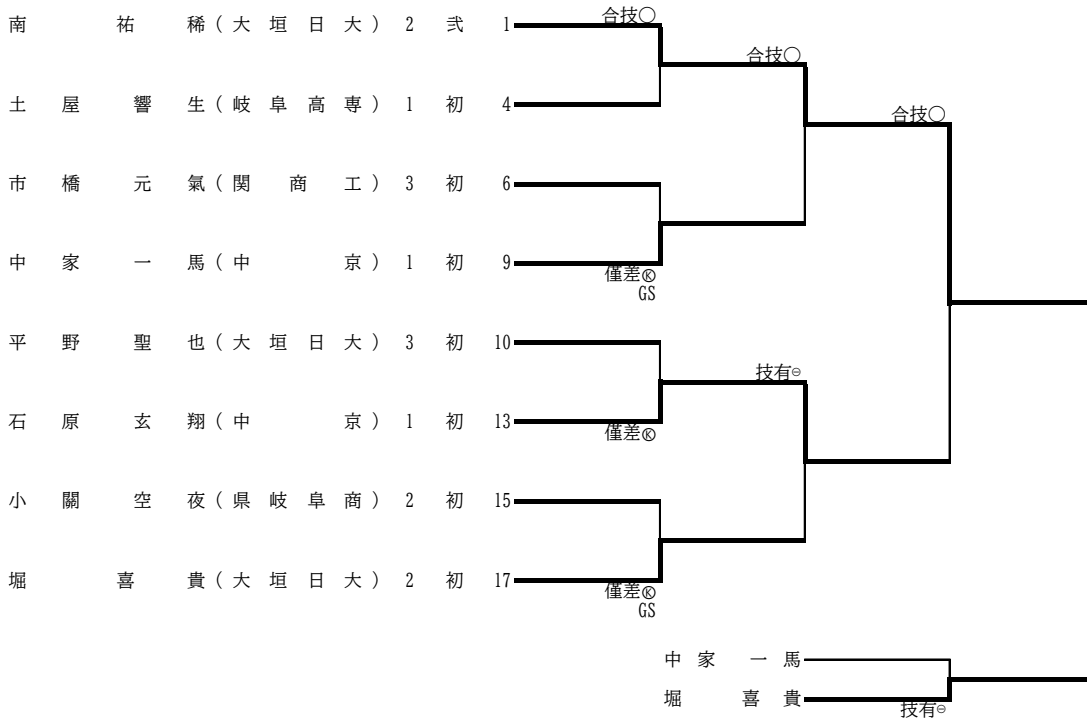 合技○
南 祐 稀(大 垣 日 大) 2 弐 1
合技○
土 屋 響 生(岐 阜 高 専) 1 初 4
合技○
市 橋 元 氣(関 商 工) 3 初 6
中 家 一 馬(中 京) 1 初 9
僅差Ⓚ
GS
平 野 聖 也(大 垣 日 大) 3 初 10
技有⊖
石 原 玄 翔(中 京) 1 初 13
僅差Ⓚ
小 關 空 夜(県 岐 阜 商) 2 初 15
堀 喜 貴(大 垣 日 大) 2 初 17
僅差Ⓚ
GS
中 家 一 馬
堀 喜 貴
技有⊖